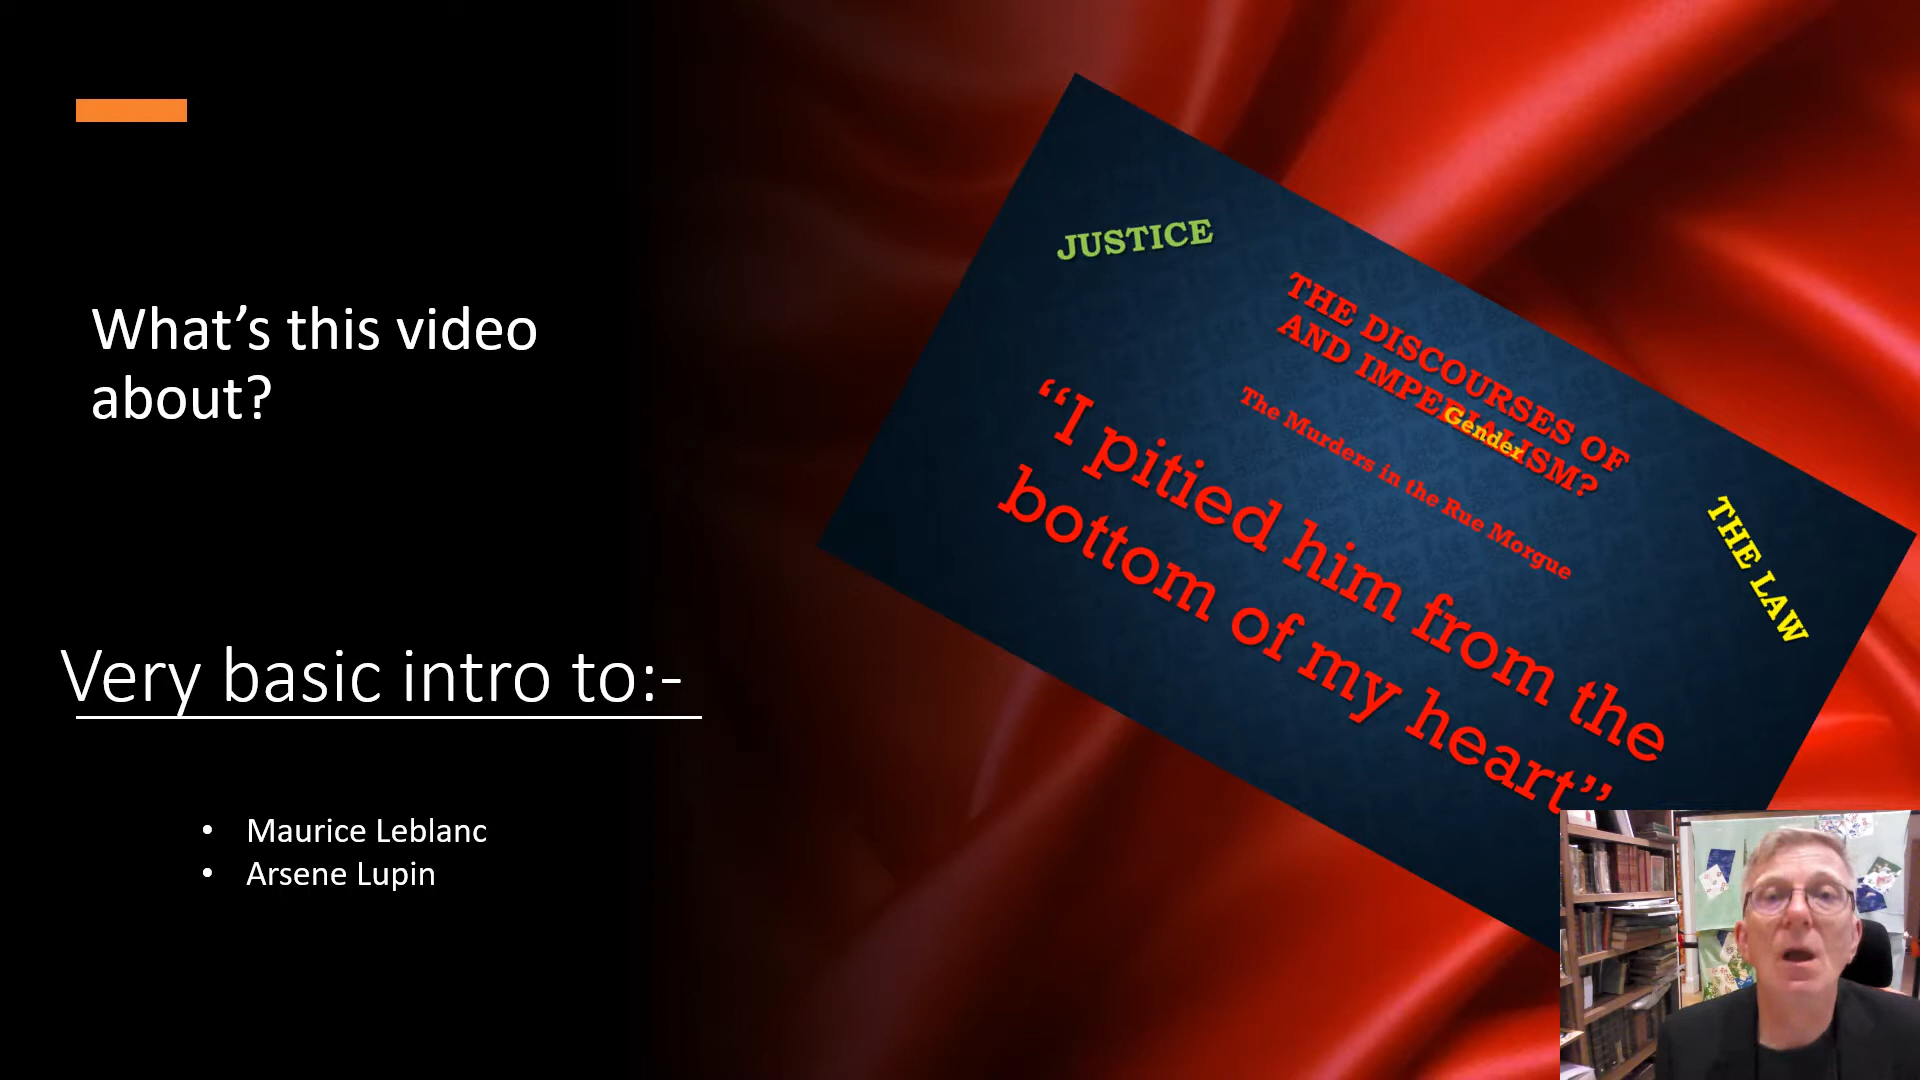 What's this video
about?
Very basic intro to:-
• Maurice Leblanc
• Arsene Lupin
JUSTICE
THE DISCOURSES OF
AND IMPERIALISM?
Gender
The Murders in the Rue Morgue
“I pitied him from the
bottom of my heart”
THE LAW